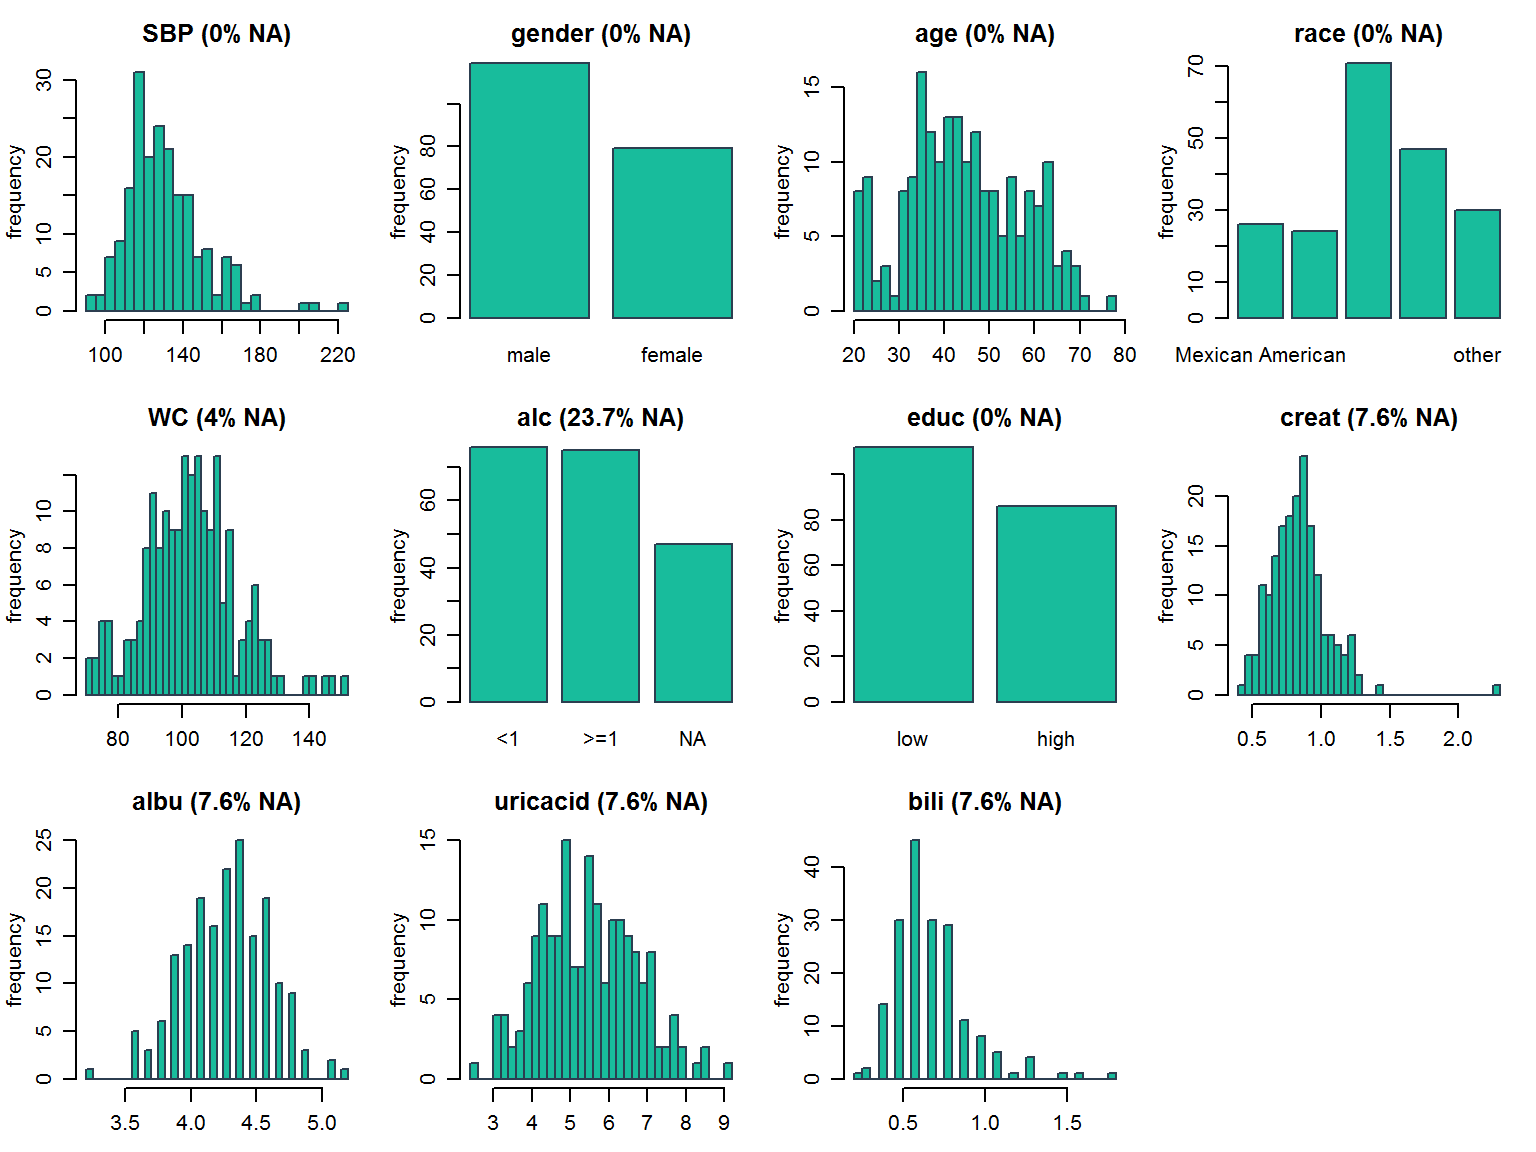 SBP (0% NA)
frequency
0 5 10 20 30
100 140 180 220
gender (0% NA)
frequency
0 20 40 60 80
male female
age (0% NA)
frequency
0 5 10 15
20 30 40 50 60 70 80
race (0% NA)
frequency
0 10 30 50 70
Mexican American other
WC (4% NA)
frequency
0 2 4 6 8 10
80 100 120 140
alc (23.7% NA)
frequency
0 20 40 60
<1 >=1 NA
educ (0% NA)
frequency
0 20 40 60 80
low high
creat (7.6% NA)
frequency
0 5 10 15 20
0.5 1.0 1.5 2.0
albu (7.6% NA)
frequency
0 5 10 15 20 25
3.5 4.0 4.5 5.0
uricacid (7.6% NA)
frequency
0 5 10 15
3 4 5 6 7 8 9
bili (7.6% NA)
frequency
0 10 20 30 40
0.5 1.0 1.5